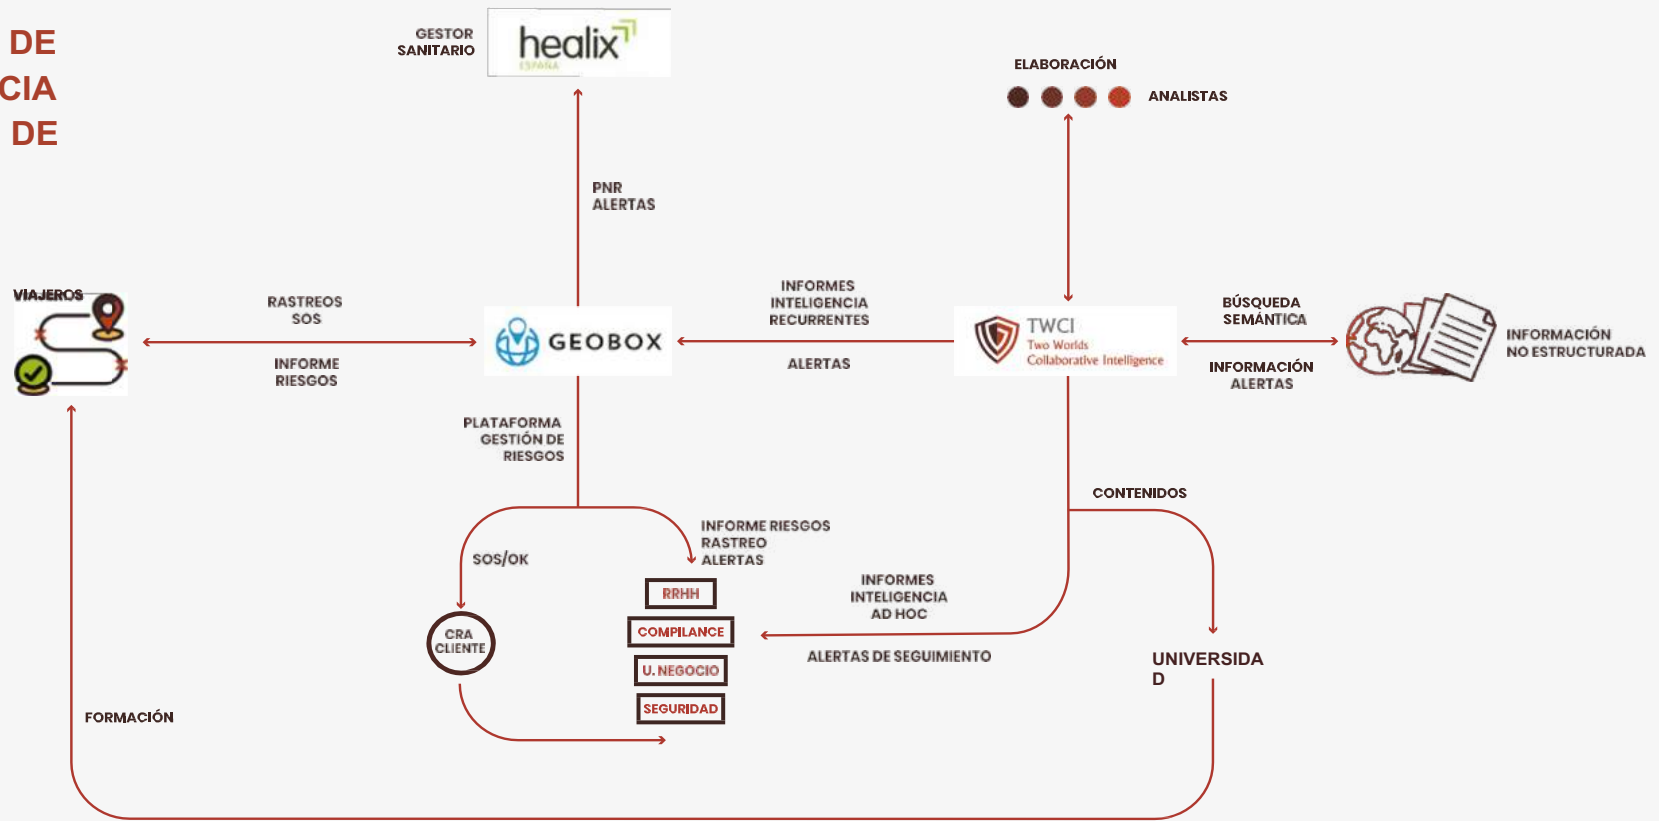 DE
CIA
DE
GESTOR
SANITARIO
healix
ESPAÑA
ELABORACIÓN
ANALISTAS
PNR
ALERTAS
VIAJEROS
RASTREOS
SOS
INFORME
RIESGOS
GEOBOX
INFORMES
INTELIGENCIA
RECURRENTES
ALERTAS
TWCI
Two Worlds
Collaborative Intelligence
BÚSQUEDA
SEMÁNTICA
INFORMACIÓN
ALERTAS
INFORMACIÓN
NO ESTRUCTURADA
PLATAFORMA
GESTIÓN DE
RIESGOS
CONTENIDOS
SOS/OK
INFORME RIESGOS
RASTREO
ALERTAS
RRHH
COMPILANCE
U. NEGOCIO
SEGURIDAD
CRA
CLIENTE
INFORMES
INTELIGENCIA
AD HOC
ALERTAS DE SEGUIMIENTO
UNIVERSIDA
D
FORMACIÓN